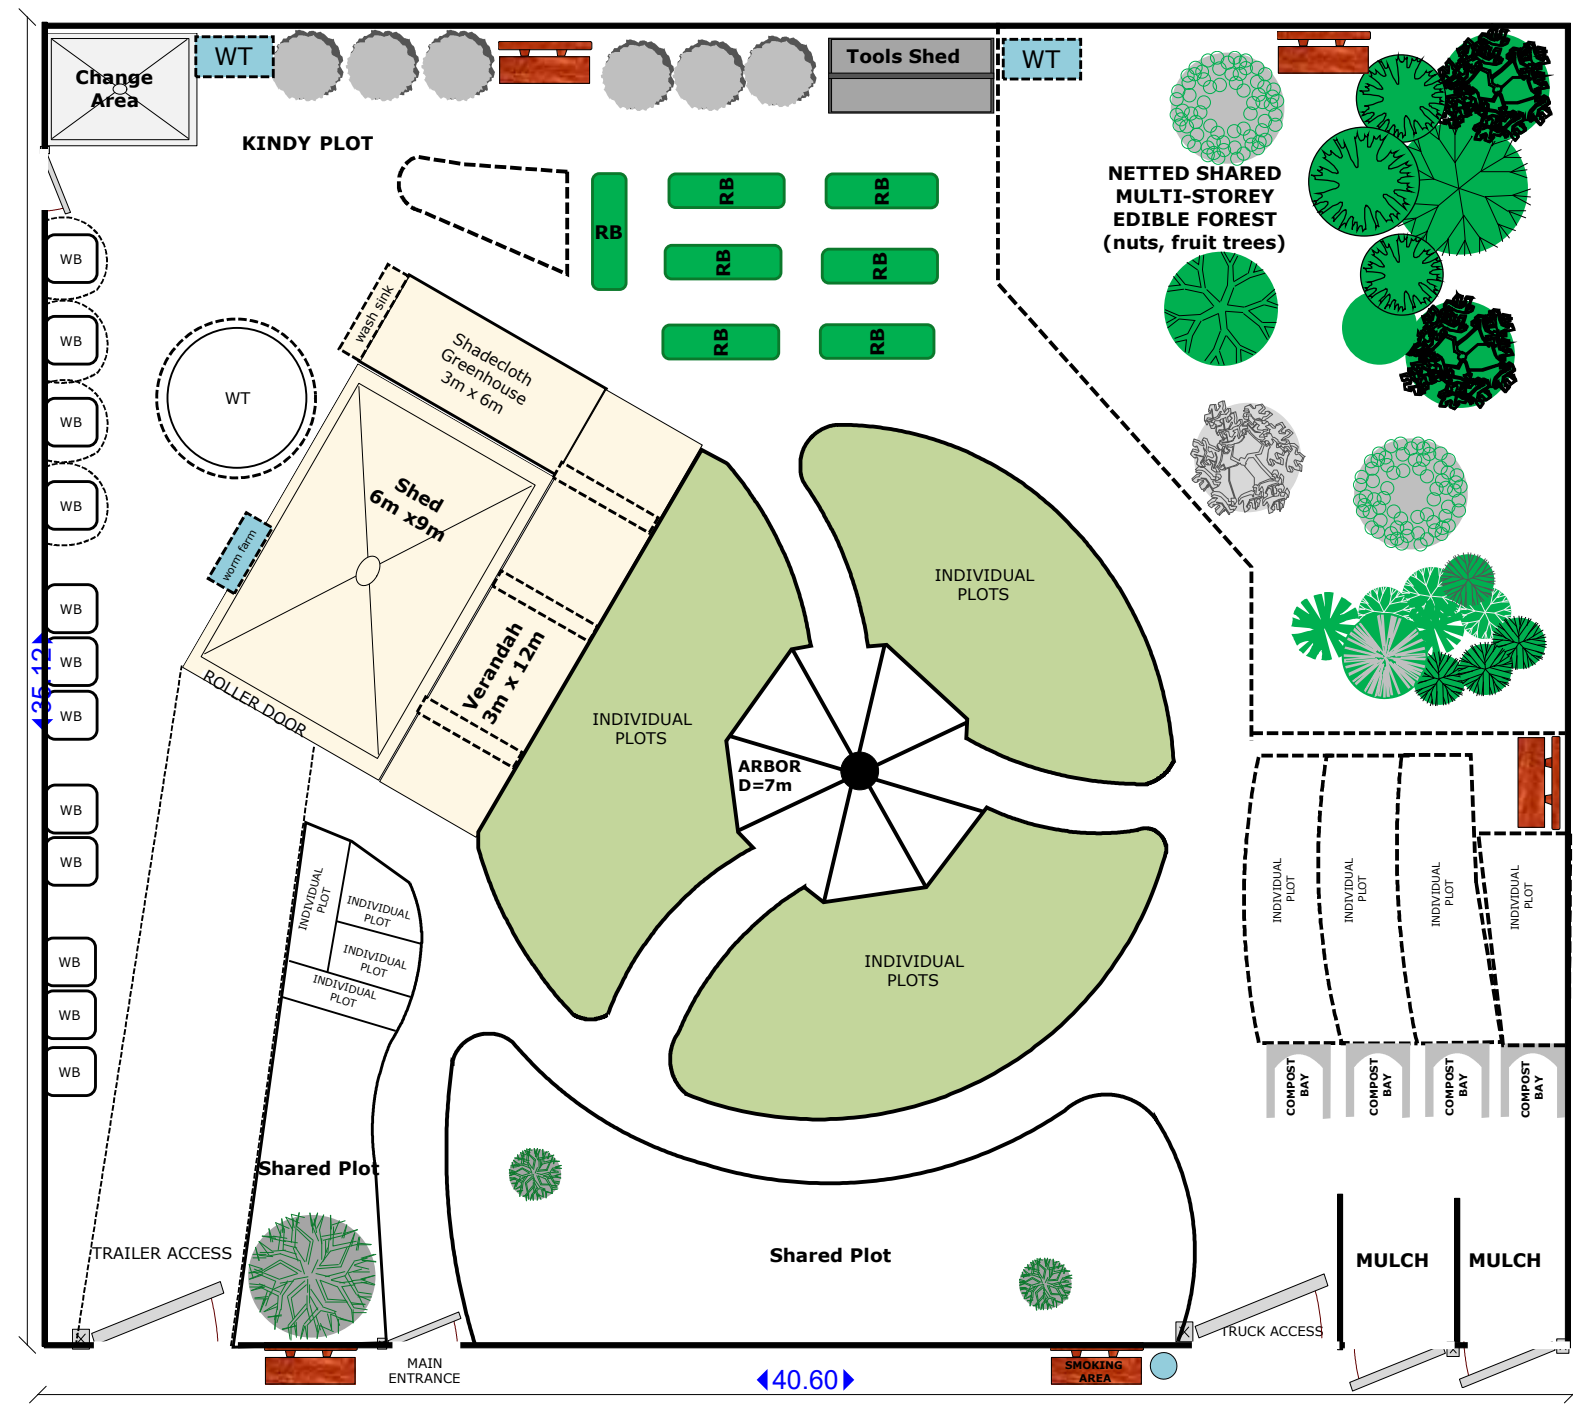 Change
Area
WT
Tools Shed
WT
KINDY PLOT
NETTED SHARED
MULTI-STOREY
EDIBLE FOREST
(nuts, fruit trees)
RB
RB
RB
RB
RB
RB
RB
WB
WB
WB
WB
WB
WB
WB
WB
WB
WB
WB
WB
WT
wash sink
Shadecloth
Greenhouse
3m x 6m
Shed
6m x9m
worm farm
Verandah
3m x 12m
ROLLER DOOR
35.12
INDIVIDUAL
PLOTS
INDIVIDUAL
PLOTS
ARBOR
D=7m
INDIVIDUAL
PLOTS
INDIVIDUAL
PLOT
INDIVIDUAL
PLOT
INDIVIDUAL
PLOT
INDIVIDUAL
PLOT
INDIVIDUAL
PLOT
INDIVIDUAL
PLOT
INDIVIDUAL
PLOT
INDIVIDUAL
PLOT
COMPOST
BAY
COMPOST
BAY
COMPOST
BAY
COMPOST
BAY
Shared Plot
TRAILER ACCESS
Shared Plot
MULCH
MULCH
TRUCK ACCESS
MAIN
ENTRANCE
SMOKING
AREA
40.60